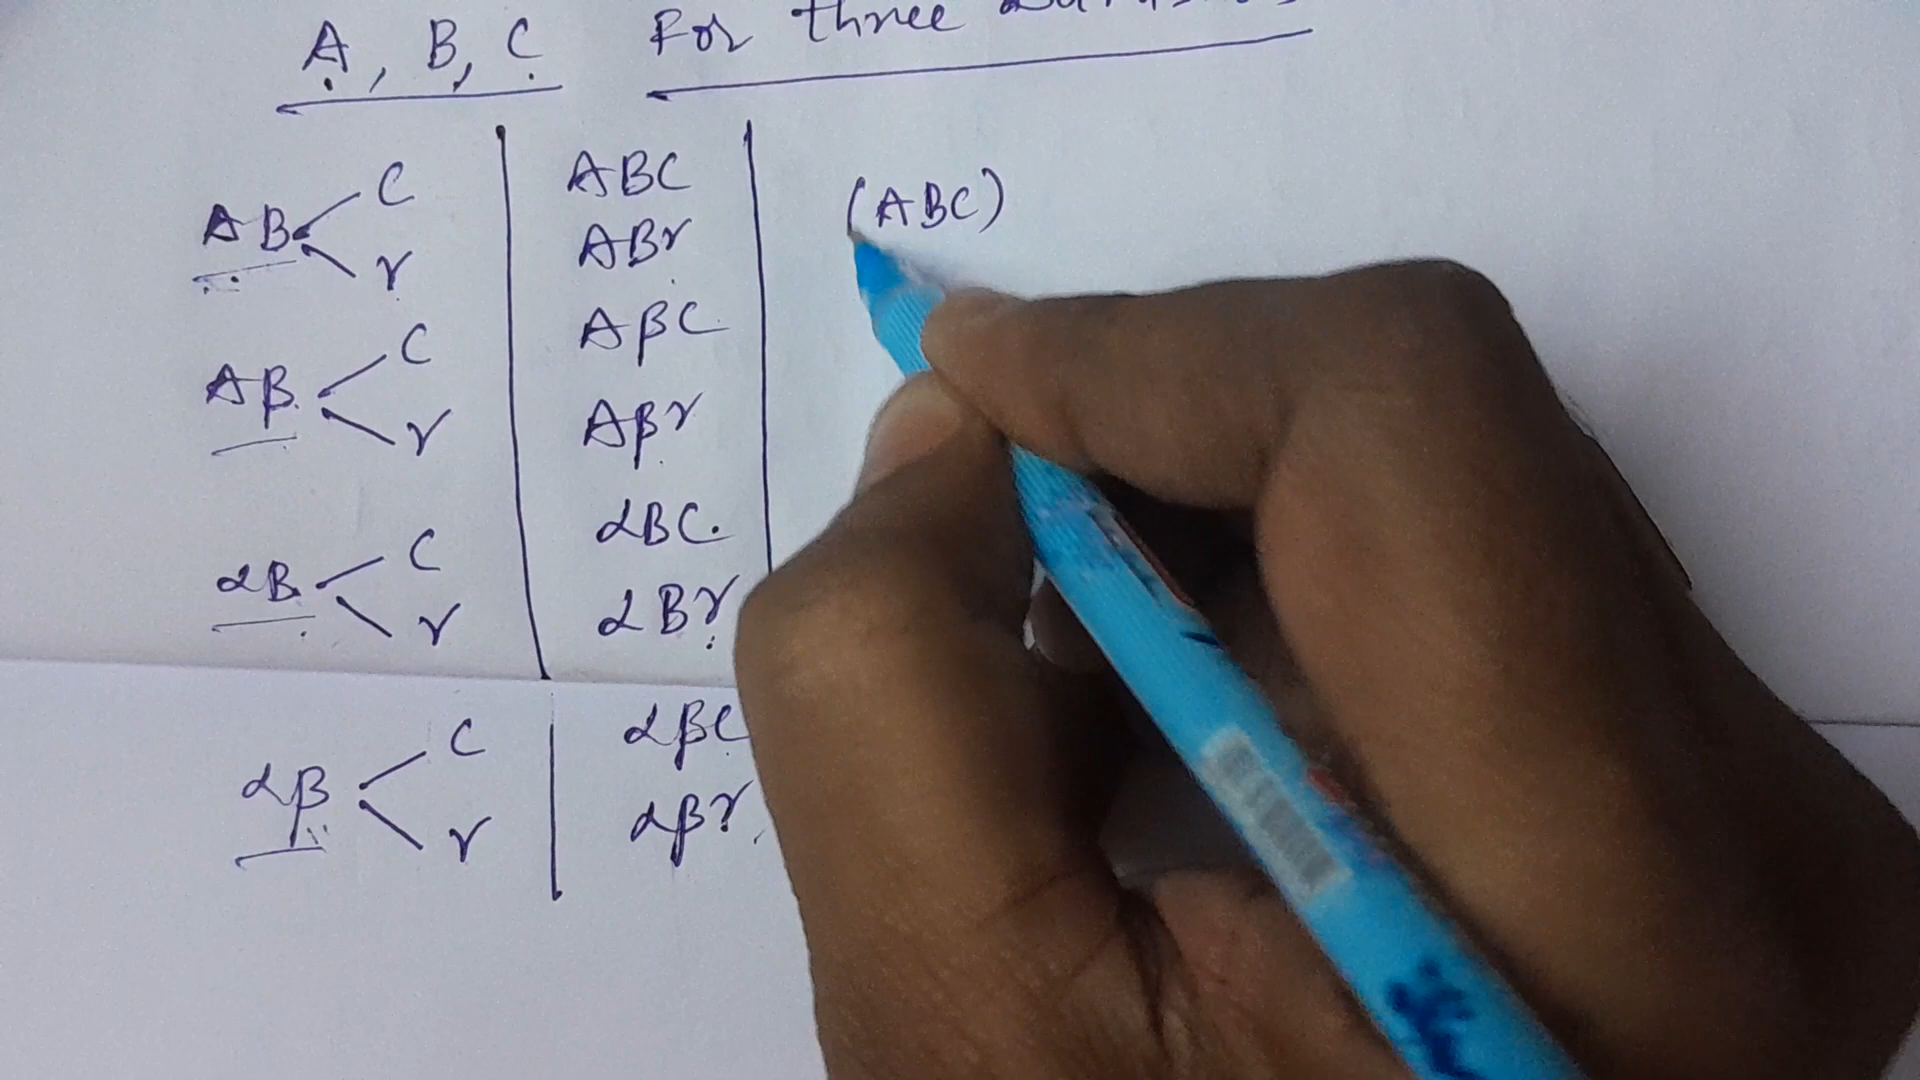 A, B, C For three
AB C
γ
Aβ C
γ
αB C
γ
αβ C
γ
ABC
ABγ
AβC
Aβγ
αBC.
αBγ
αβC
αβγ
(ABC)